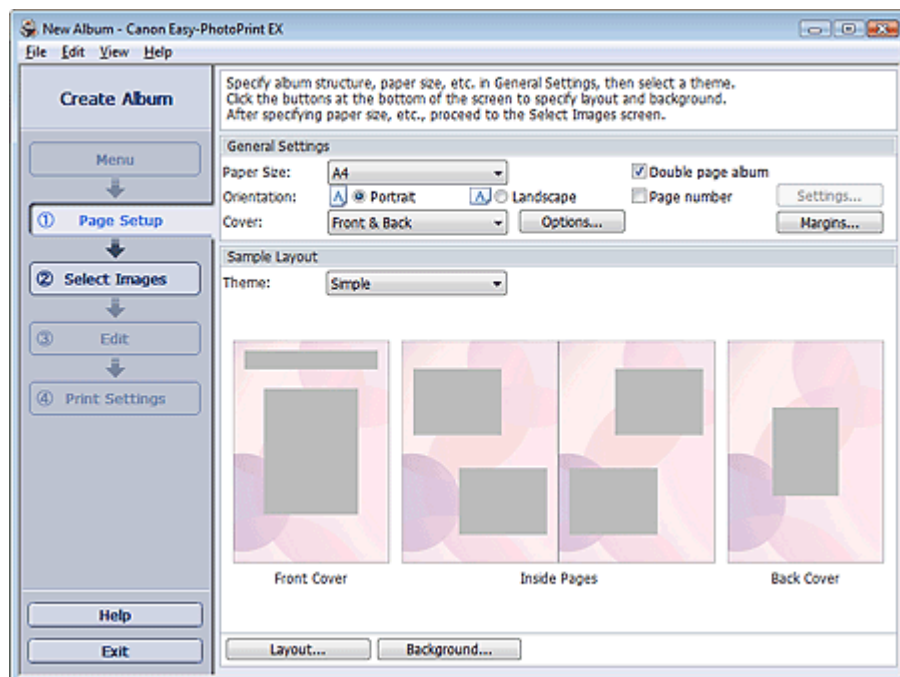 New Album - Canon Easy-PhotoPrint EX
File Edit View Help
Create Album
Menu
① Page Setup
② Select Images
③ Edit
④ Print Settings
Help
Exit
Specify album structure, paper size, etc. in General Settings, then select a theme.
Click the buttons at the bottom of the screen to specify layout and background.
After specifying paper size, etc., proceed to the Select Images screen.
General Settings
Paper Size: A4 Double page album
Orientation: A Portrait A Landscape Page number Settings...
Cover: Front & Back Options... Margins...
Sample Layout
Theme: Simple
Front Cover Inside Pages Back Cover
Layout... Background...